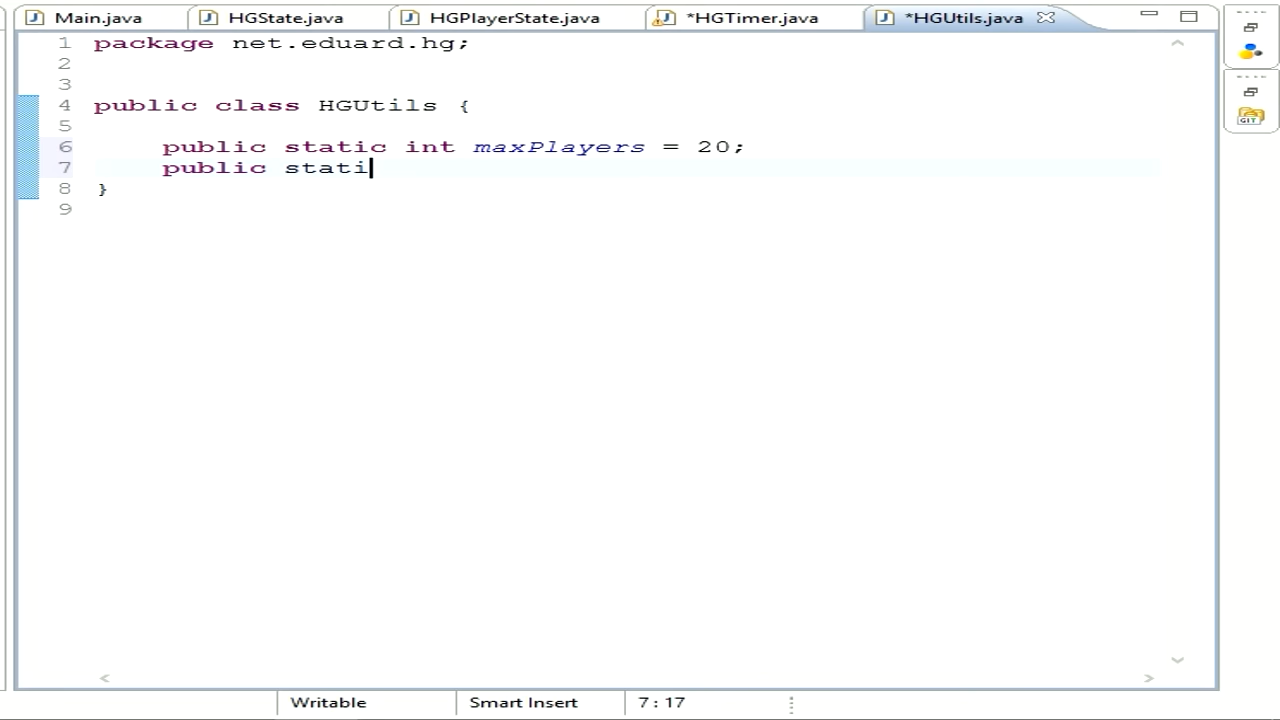 Main.java HGState.java HGPlayerState.java *HGTimer.java *HGUtils.java
1 package net.eduard.hg;
2
3
4 public class HGUtils {
5
6 public static int maxPlayers = 20;
7 public stati
8 }
9
GIT
Writable Smart Insert 7:17